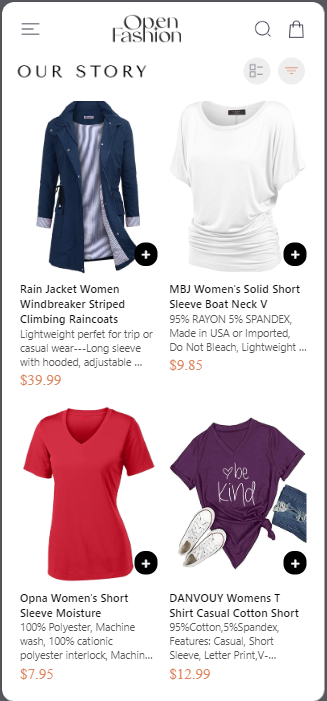 Open
Fashion
OUR STORY
Rain Jacket Women
Windbreaker Striped
Climbing Raincoats
Lightweight perfet for trip or
casual wear---Long sleeve
with hooded, adjustable ...
$39.99
MBJ Women's Solid Short
Sleeve Boat Neck V
95% RAYON 5% SPANDEX,
Made in USA or Imported,
Do Not Bleach, Lightweight ...
$9.85
be
kind
Opna Women's Short
Sleeve Moisture
100% Polyester, Machine
wash, 100% cationic
polyester interlock, Machin...
$7.95
DANVOUY Womens T
Shirt Casual Cotton Short
95%Cotton,5%Spandex,
Features: Casual, Short
Sleeve, Letter Print,V-...
$12.99